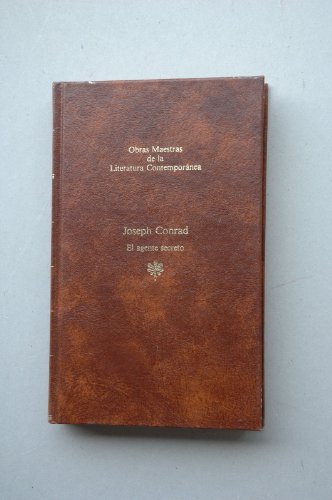 Obras Maestras
de la
Literatura Contemporánea
Joseph Conrad
El agente secreto